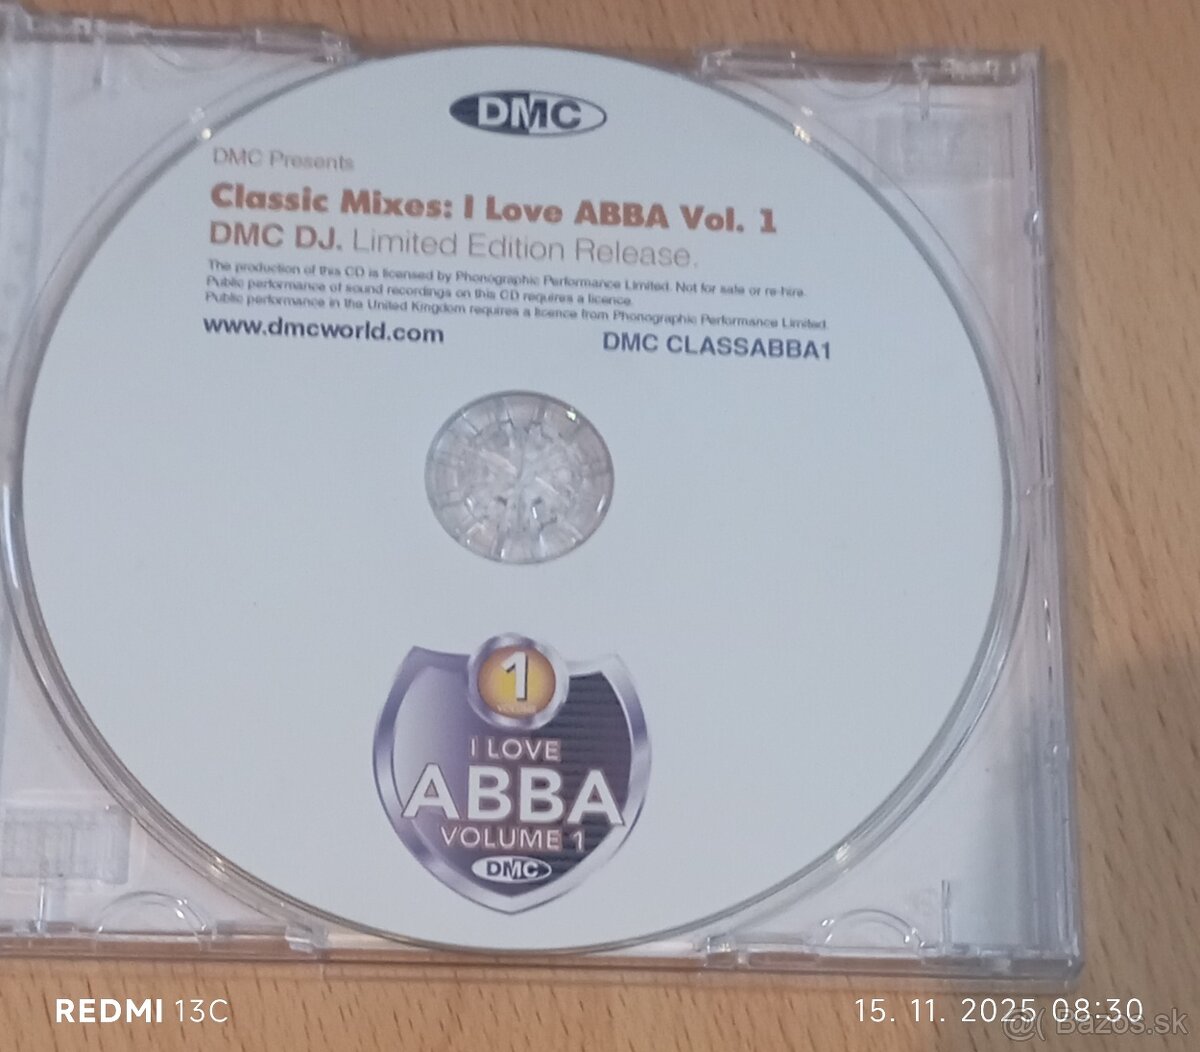 DMC
DMC Presents
Classic Mixes: I Love ABBA Vol. 1
DMC DJ. Limited Edition Release.
The production of this CD is licensed by Phonographic Performance Limited. Not for sale or re-hire.
Public performance of sound recordings on this CD requires a licence.
Public performance in the United Kingdom requires a licence from Phonographic Performance Limited.
www.dmcworld.com DMC CLASSABBA1
1
I LOVE
ABBA
VOLUME 1
DMC
REDMI 13C 15. 11. 2025 08:30
Bazos.sk